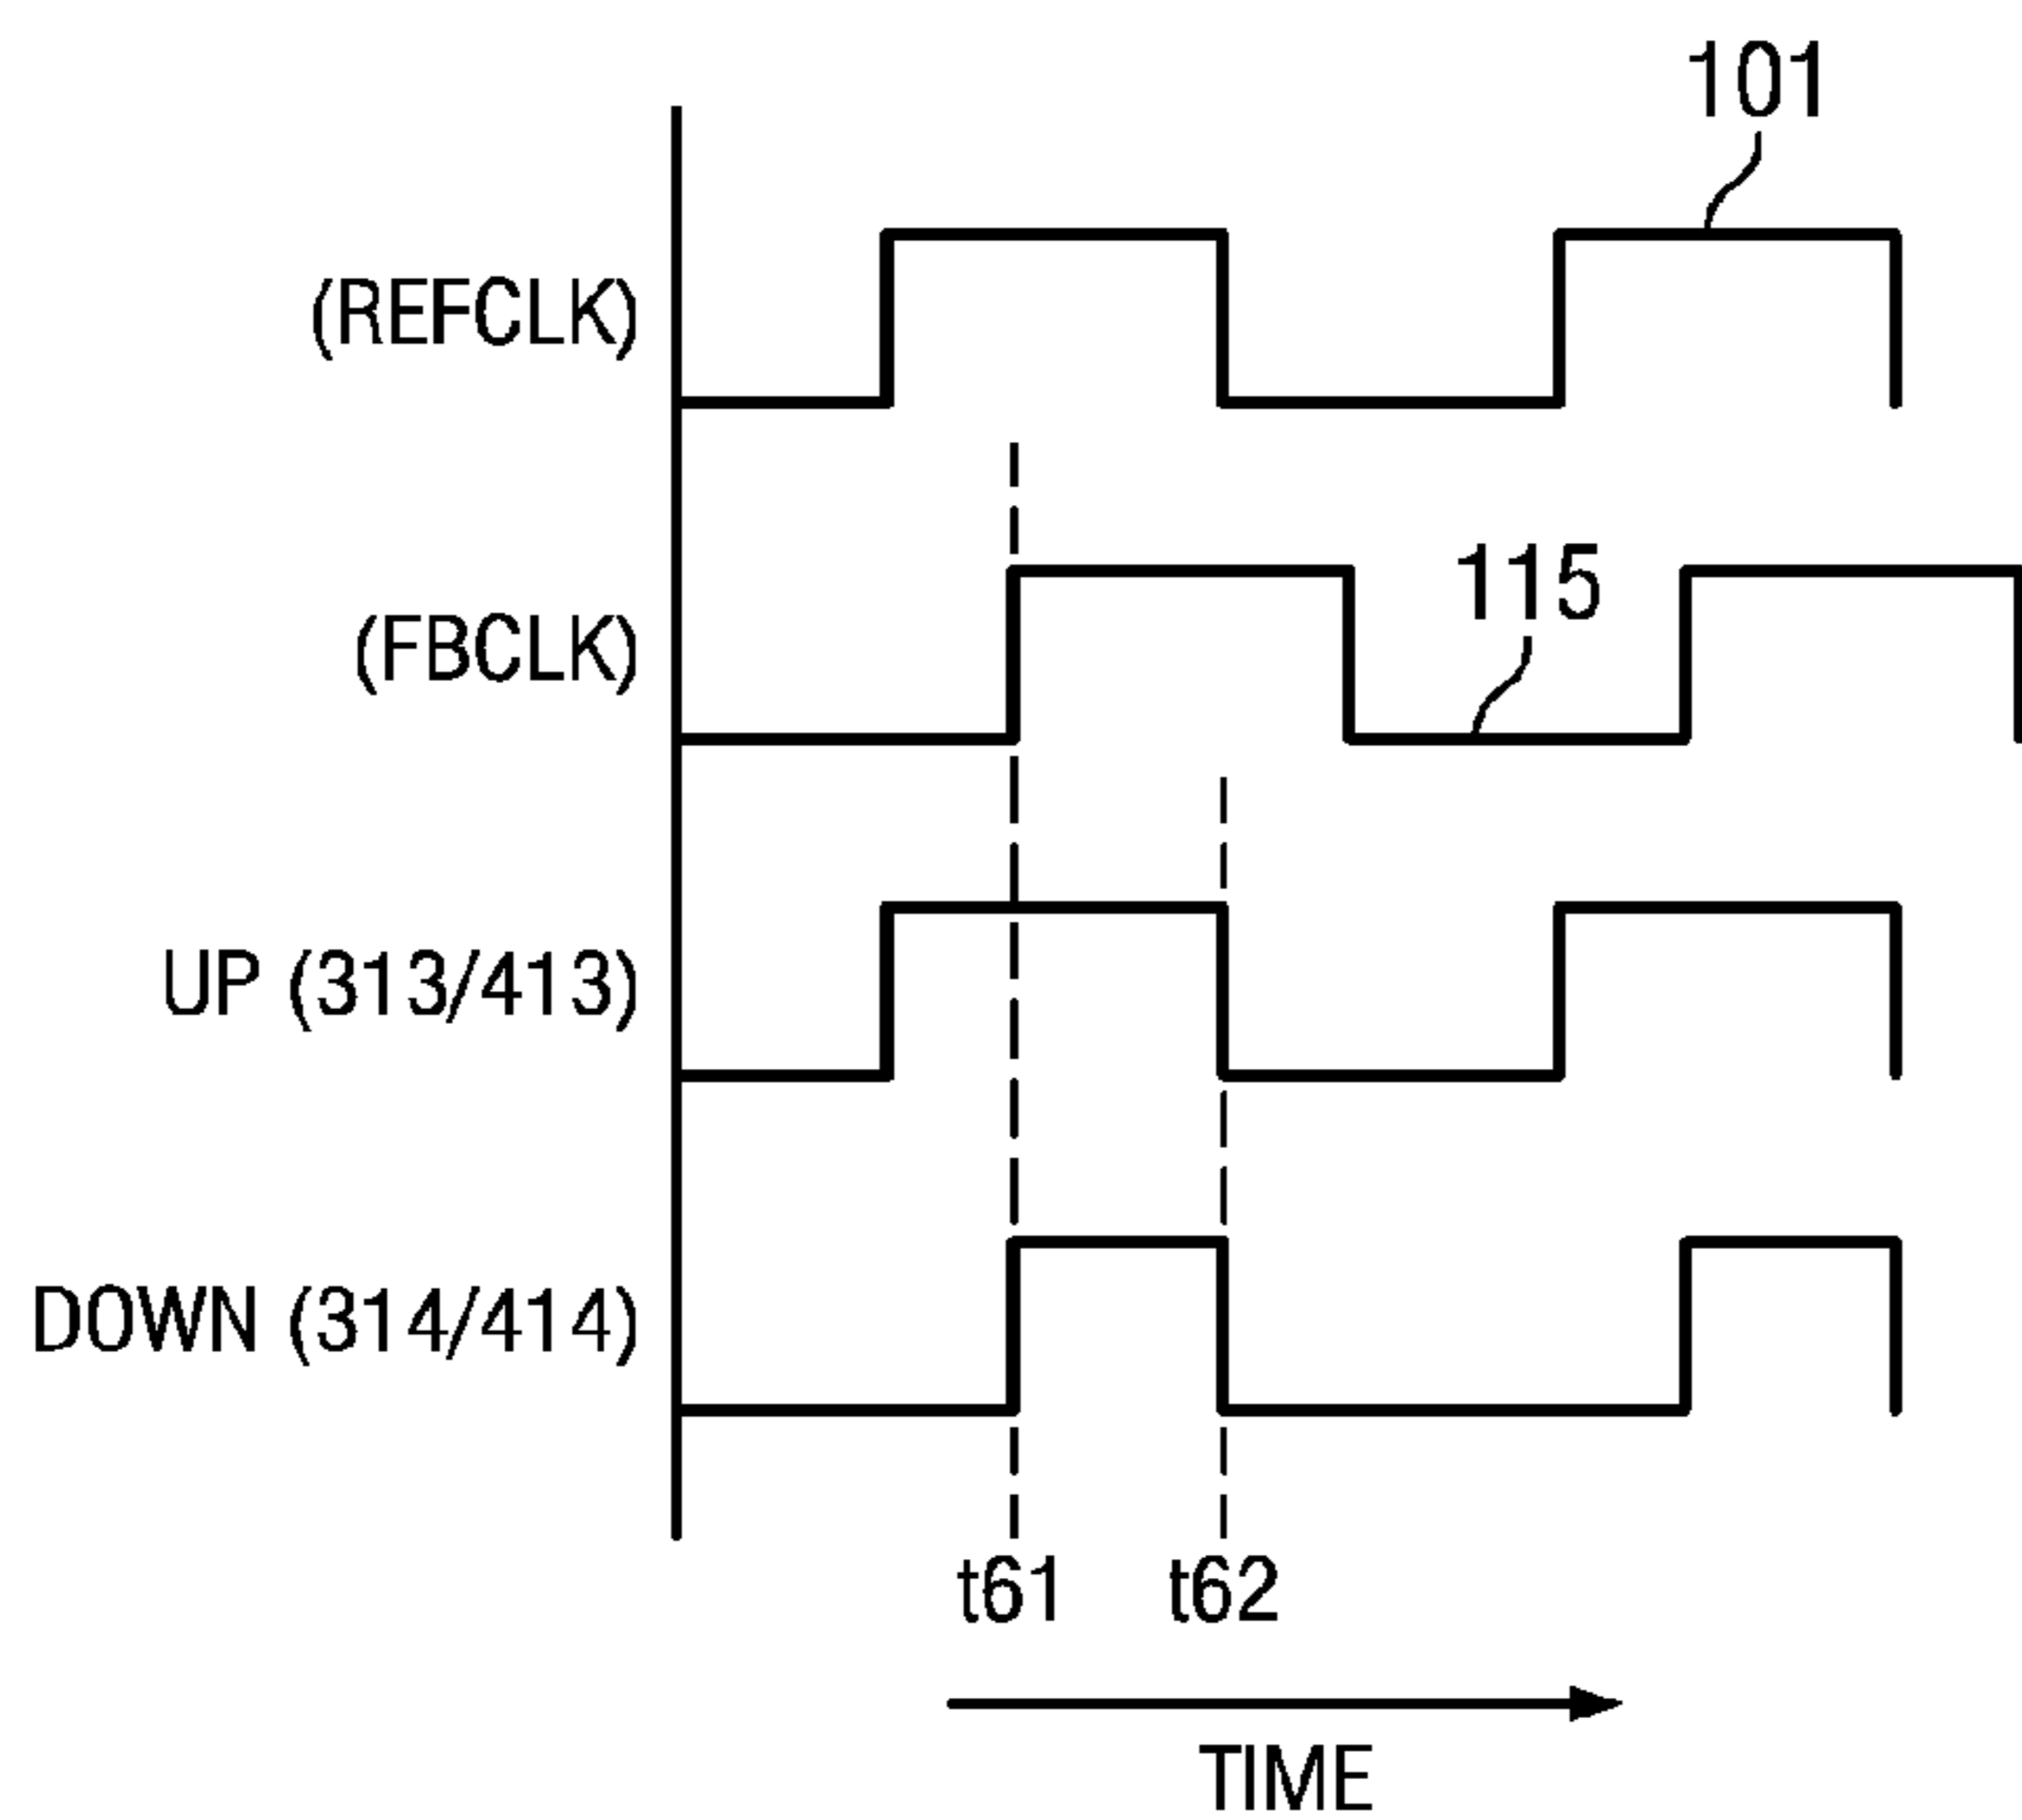 101
(REFCLK)
115
(FBCLK)
UP (313/413)
DOWN (314/414)
t61 t62
TIME